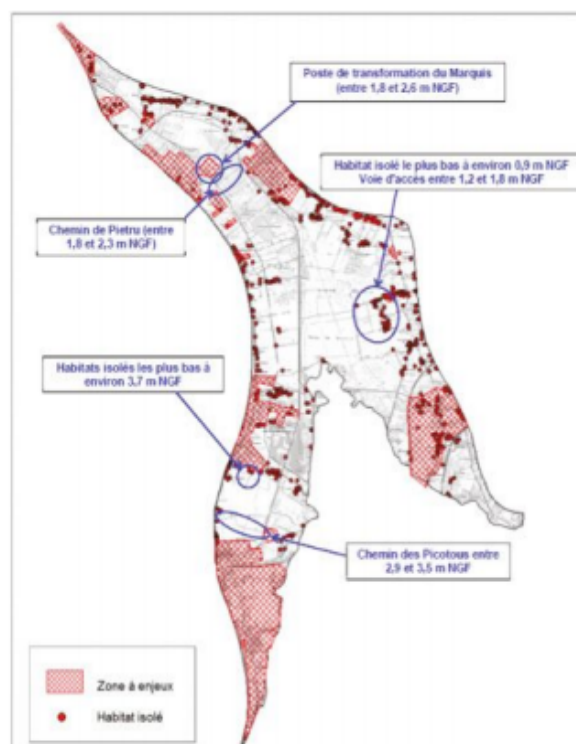 Poste de transformation du Marquis
(entre 1,8 et 2,6 m NGF)
Habitat isolé le plus bas à environ 0,9 m NGF
Voie d'accès entre 1,2 et 1,8 m NGF
Chemin de Pietru (entre
1,8 et 2,3 m NGF)
Habitats isolés les plus bas à
environ 3,7 m NGF
Chemin des Picotous entre
2,9 et 3,5 m NGF
Zone à enjeux
Habitat isolé